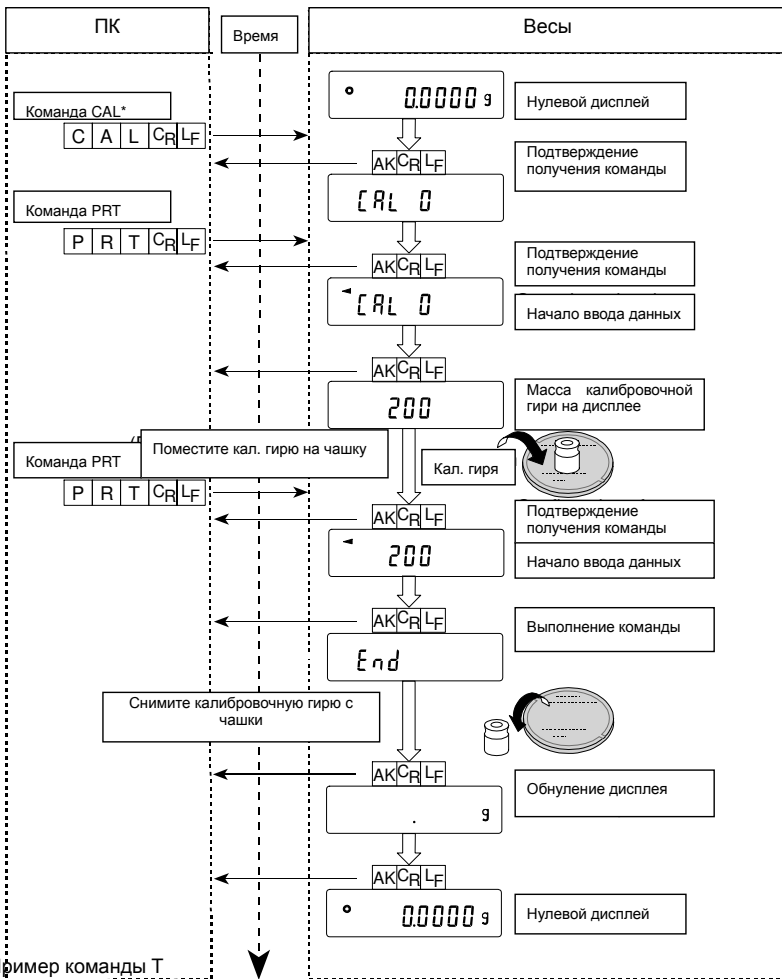 ПК
Время
Весы
0.0000 g
Нулевой дисплей
Команда CAL*
C A L CR LF
AK CR LF
Подтверждение
получения команды
CAL 0
Команда PRT
P R T CR LF
AK CR LF
Подтверждение
получения команды
CAL 0
Начало ввода данных
AK CR LF
200
Масса калибровочной
гири на дисплее
Поместите кал. гирю на чашку
Команда PRT
Кал. гиря
P R T CR LF
AK CR LF
Подтверждение
получения команды
200
Начало ввода данных
AK CR LF
Выполнение команды
End
Снимите калибровочную гирю с
чашки
AK CR LF
Обнуление дисплея
. g
AK CR LF
0.0000 g
Нулевой дисплей
ример команды T